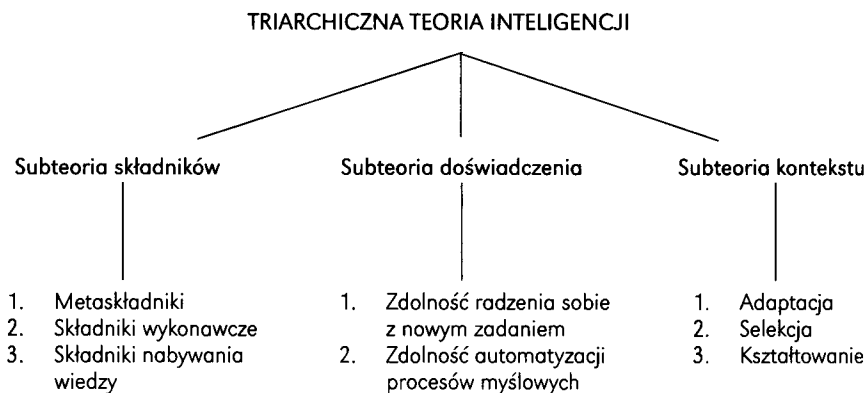 TRIARCHICZNA TEORIA INTELIGENCJI
Subteoria składników
Subteoria doświadczenia
Subteoria kontekstu
1. Metaskładniki
2. Składniki wykonawcze
3. Składniki nabywania
wiedzy
1. Zdolność radzenia sobie
z nowym zadaniem
2. Zdolność automatyzacji
procesów myślowych
1. Adaptacja
2. Selekcja
3. Kształtowanie